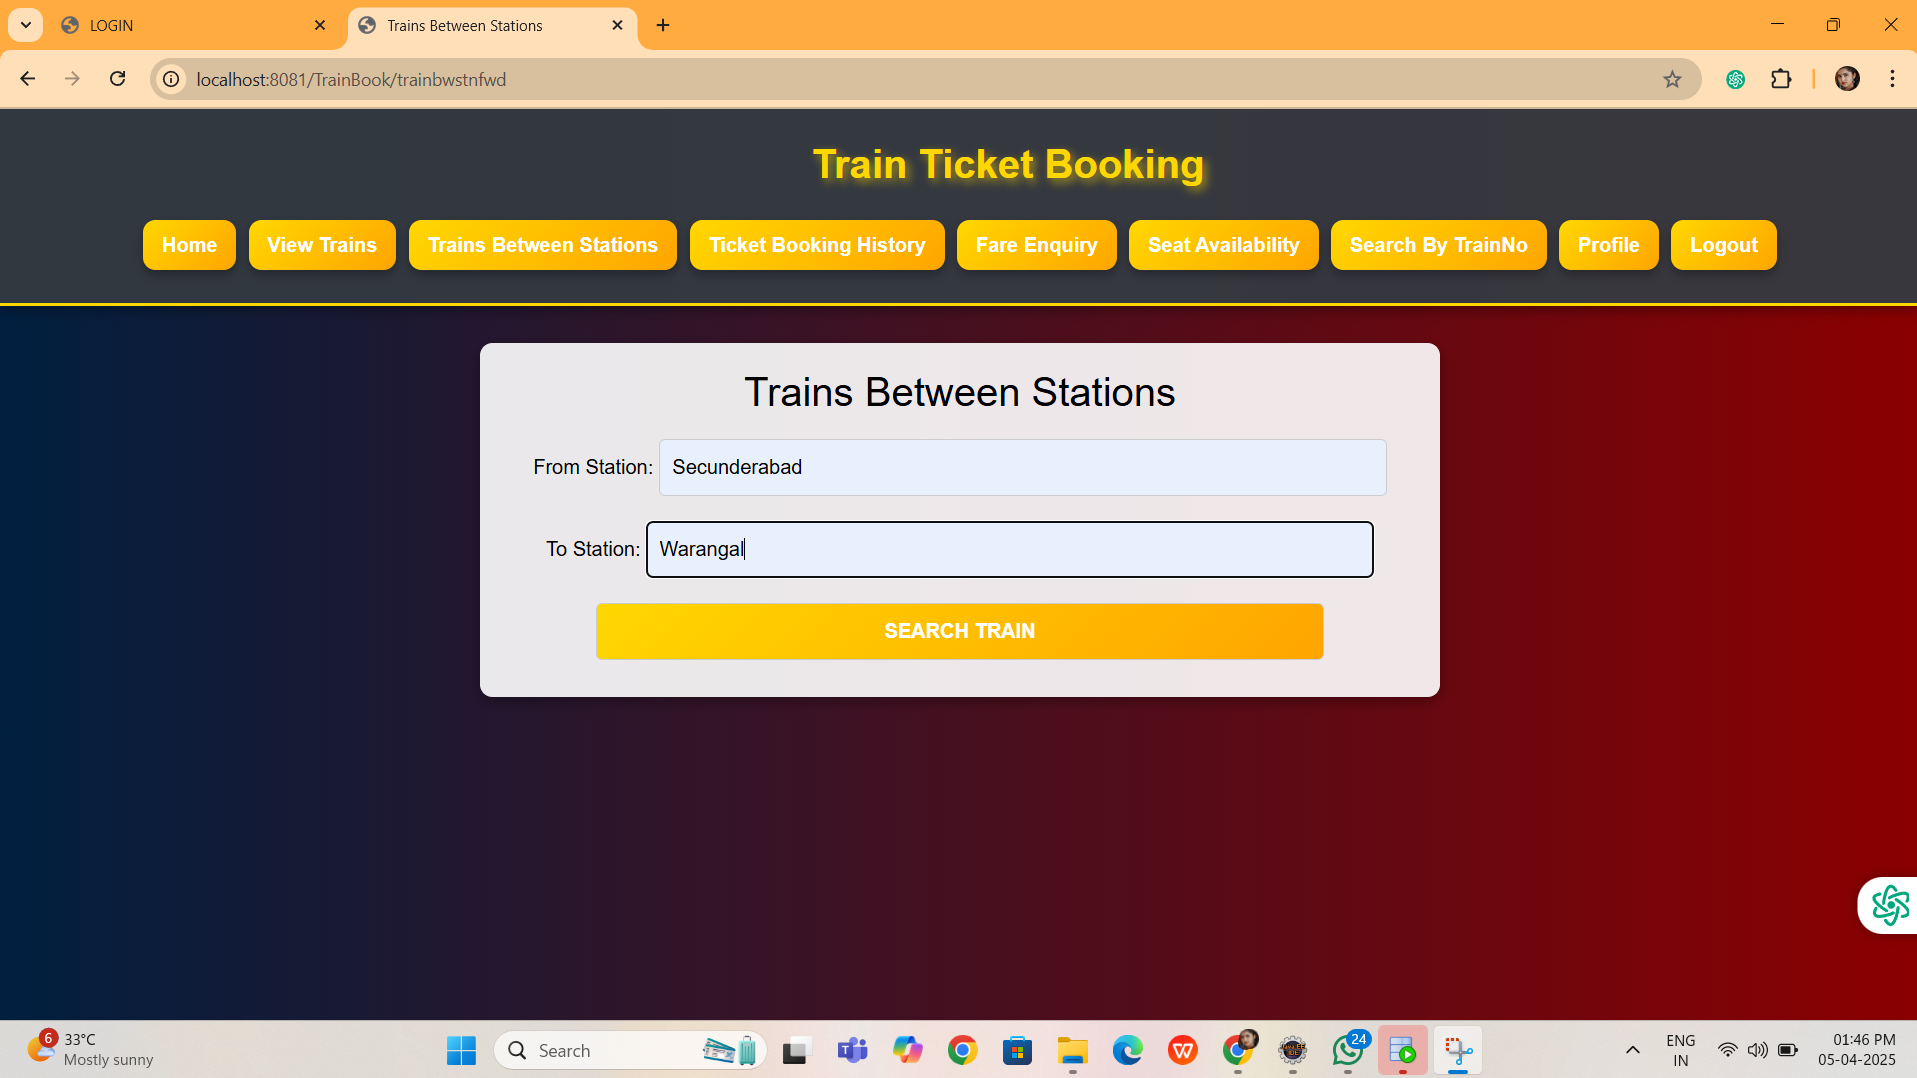 LOGIN
Trains Between Stations
localhost:8081/TrainBook/trainbwstnfwd
Train Ticket Booking
Home View Trains Trains Between Stations Ticket Booking History Fare Enquiry Seat Availability Search By TrainNo Profile Logout
Trains Between Stations
From Station: Secunderabad
To Station: Warangal
SEARCH TRAIN
6 33°C
Mostly sunny
Search
24
ENG
IN
01:46 PM
05-04-2025